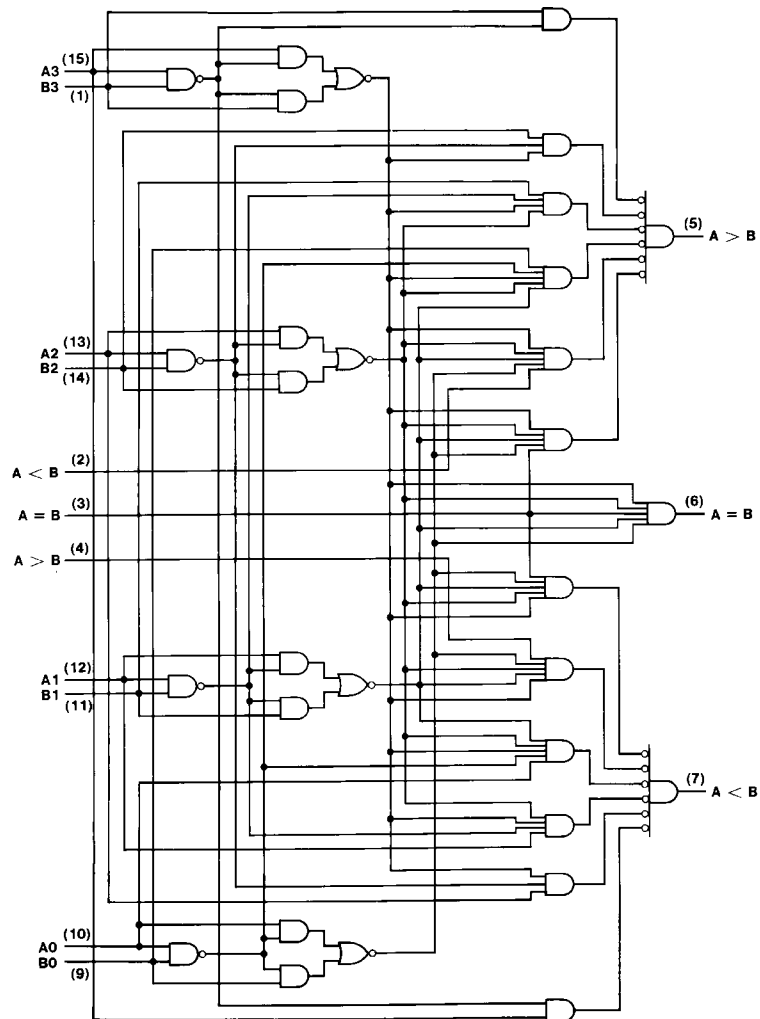 (15)
A3
B3
(1)
(5)
A > B
(13)
A2
B2
(14)
(2)
A < B
(3)
A = B
(6)
A = B
(4)
A > B
(12)
A1
B1
(11)
(7)
A < B
(10)
A0
B0
(9)